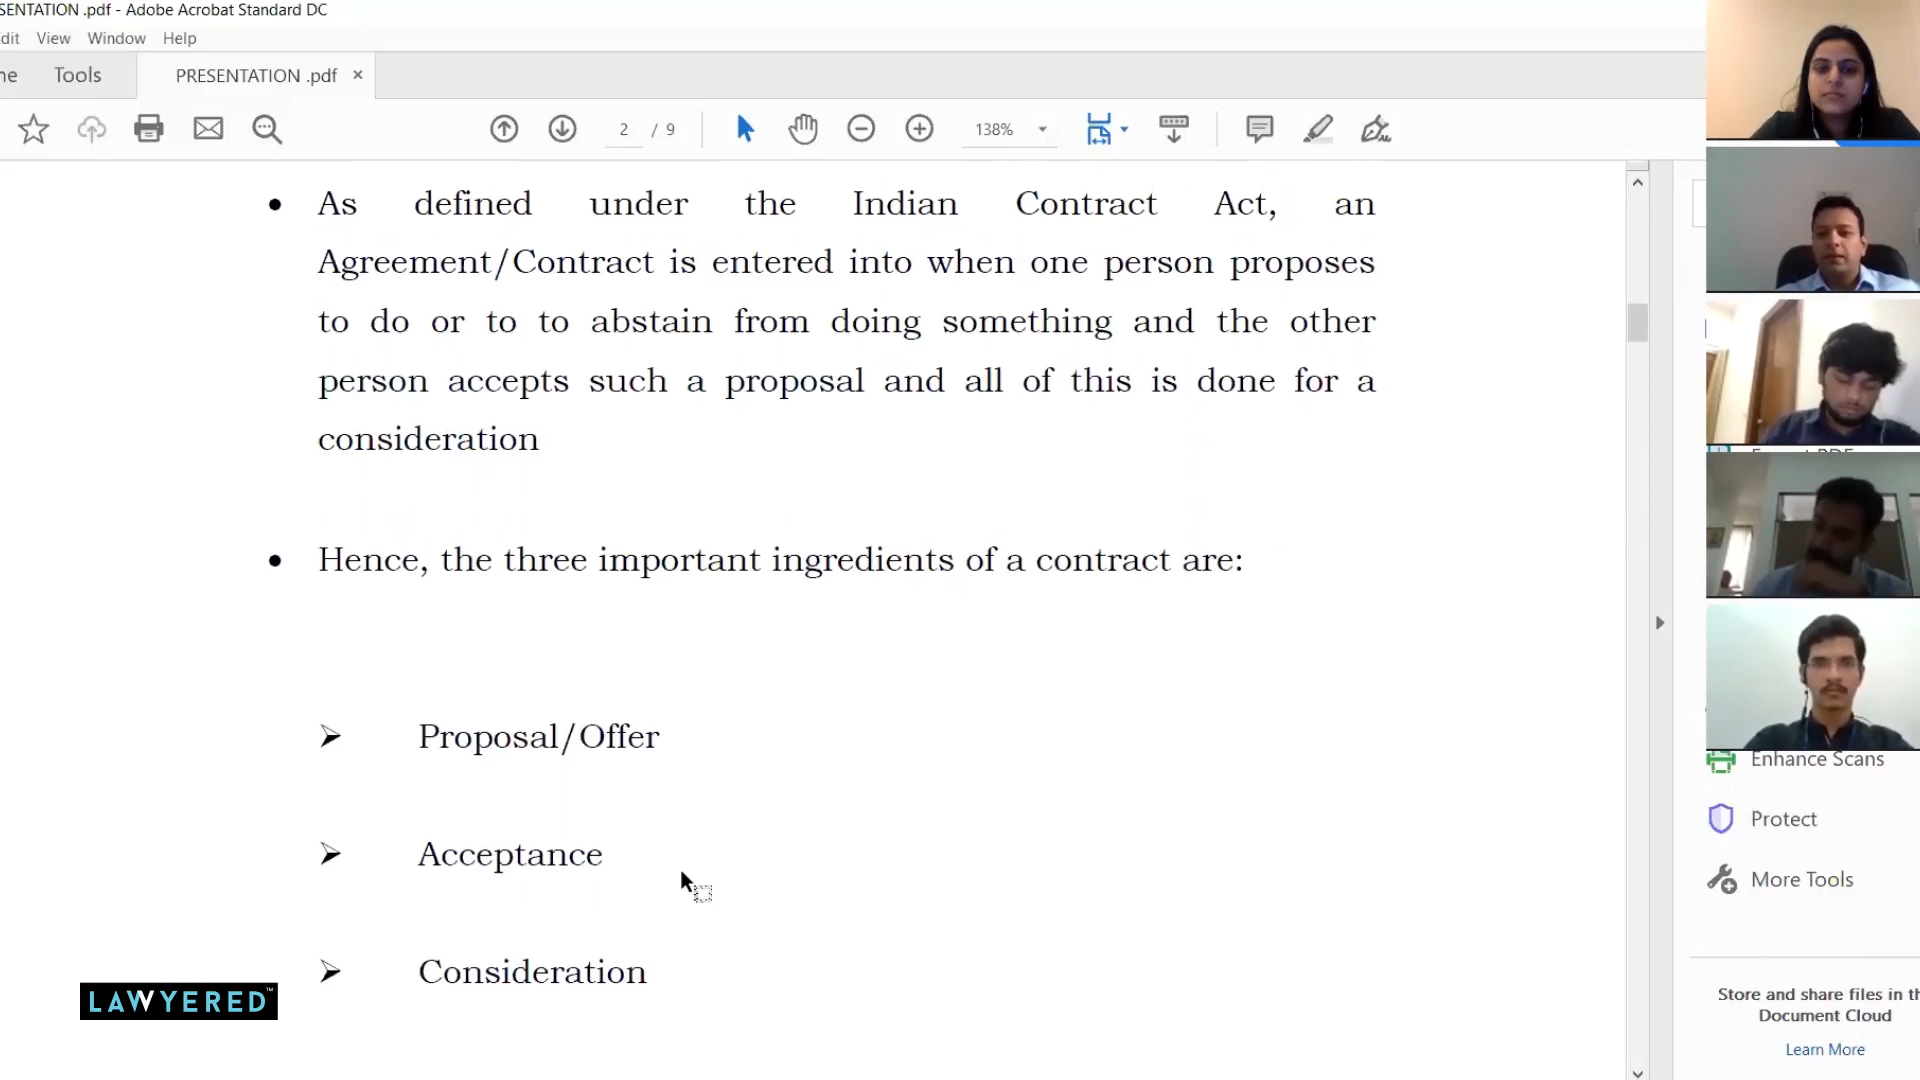 SENTATION .pdf - Adobe Acrobat Standard DC
dit View Window Help
ne Tools PRESENTATION .pdf ×
2 / 9 138%
• As defined under the Indian Contract Act, an
Agreement/Contract is entered into when one person proposes
to do or to to abstain from doing something and the other
person accepts such a proposal and all of this is done for a
consideration
• Hence, the three important ingredients of a contract are:
➢ Proposal/Offer
➢ Acceptance
➢ Consideration
LAWYERED™
Enhance Scans
Protect
More Tools
Store and share files in th
Document Cloud
Learn More